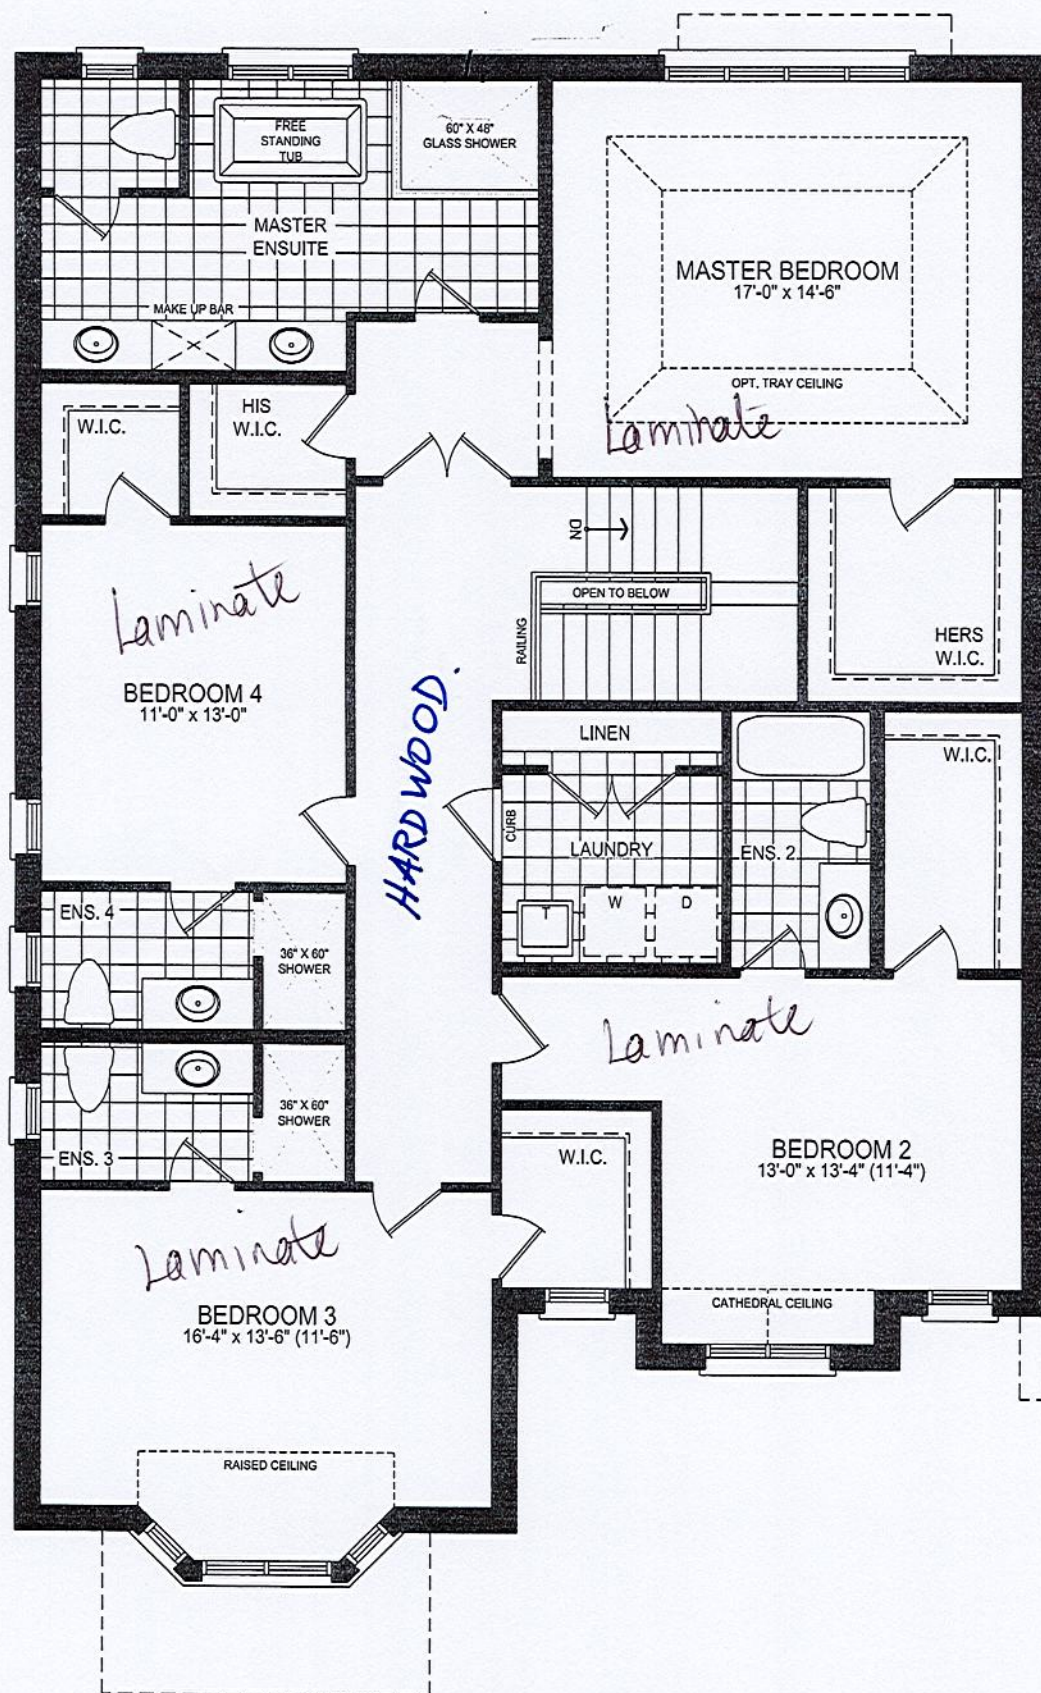 FREE
STANDING
TUB
60" X 48"
GLASS SHOWER
MASTER
ENSUITE
MAKE UP BAR
MASTER BEDROOM
17'-0" x 14'-6"
OPT. TRAY CEILING
Laminate
W.I.C.
HIS
W.I.C.
DN
OPEN TO BELOW
RAILING
HERS
W.I.C.
Laminate
BEDROOM 4
11'-0" x 13'-0"
HARDWOOD.
LINEN
CURB
LAUNDRY
T
W
D
ENS. 2
W.I.C.
ENS. 4
36" X 60"
SHOWER
Laminate
36" X 60"
SHOWER
ENS. 3
W.I.C.
BEDROOM 2
13'-0" x 13'-4" (11'-4")
CATHEDRAL CEILING
Laminate
BEDROOM 3
16'-4" x 13'-6" (11'-6")
RAISED CEILING